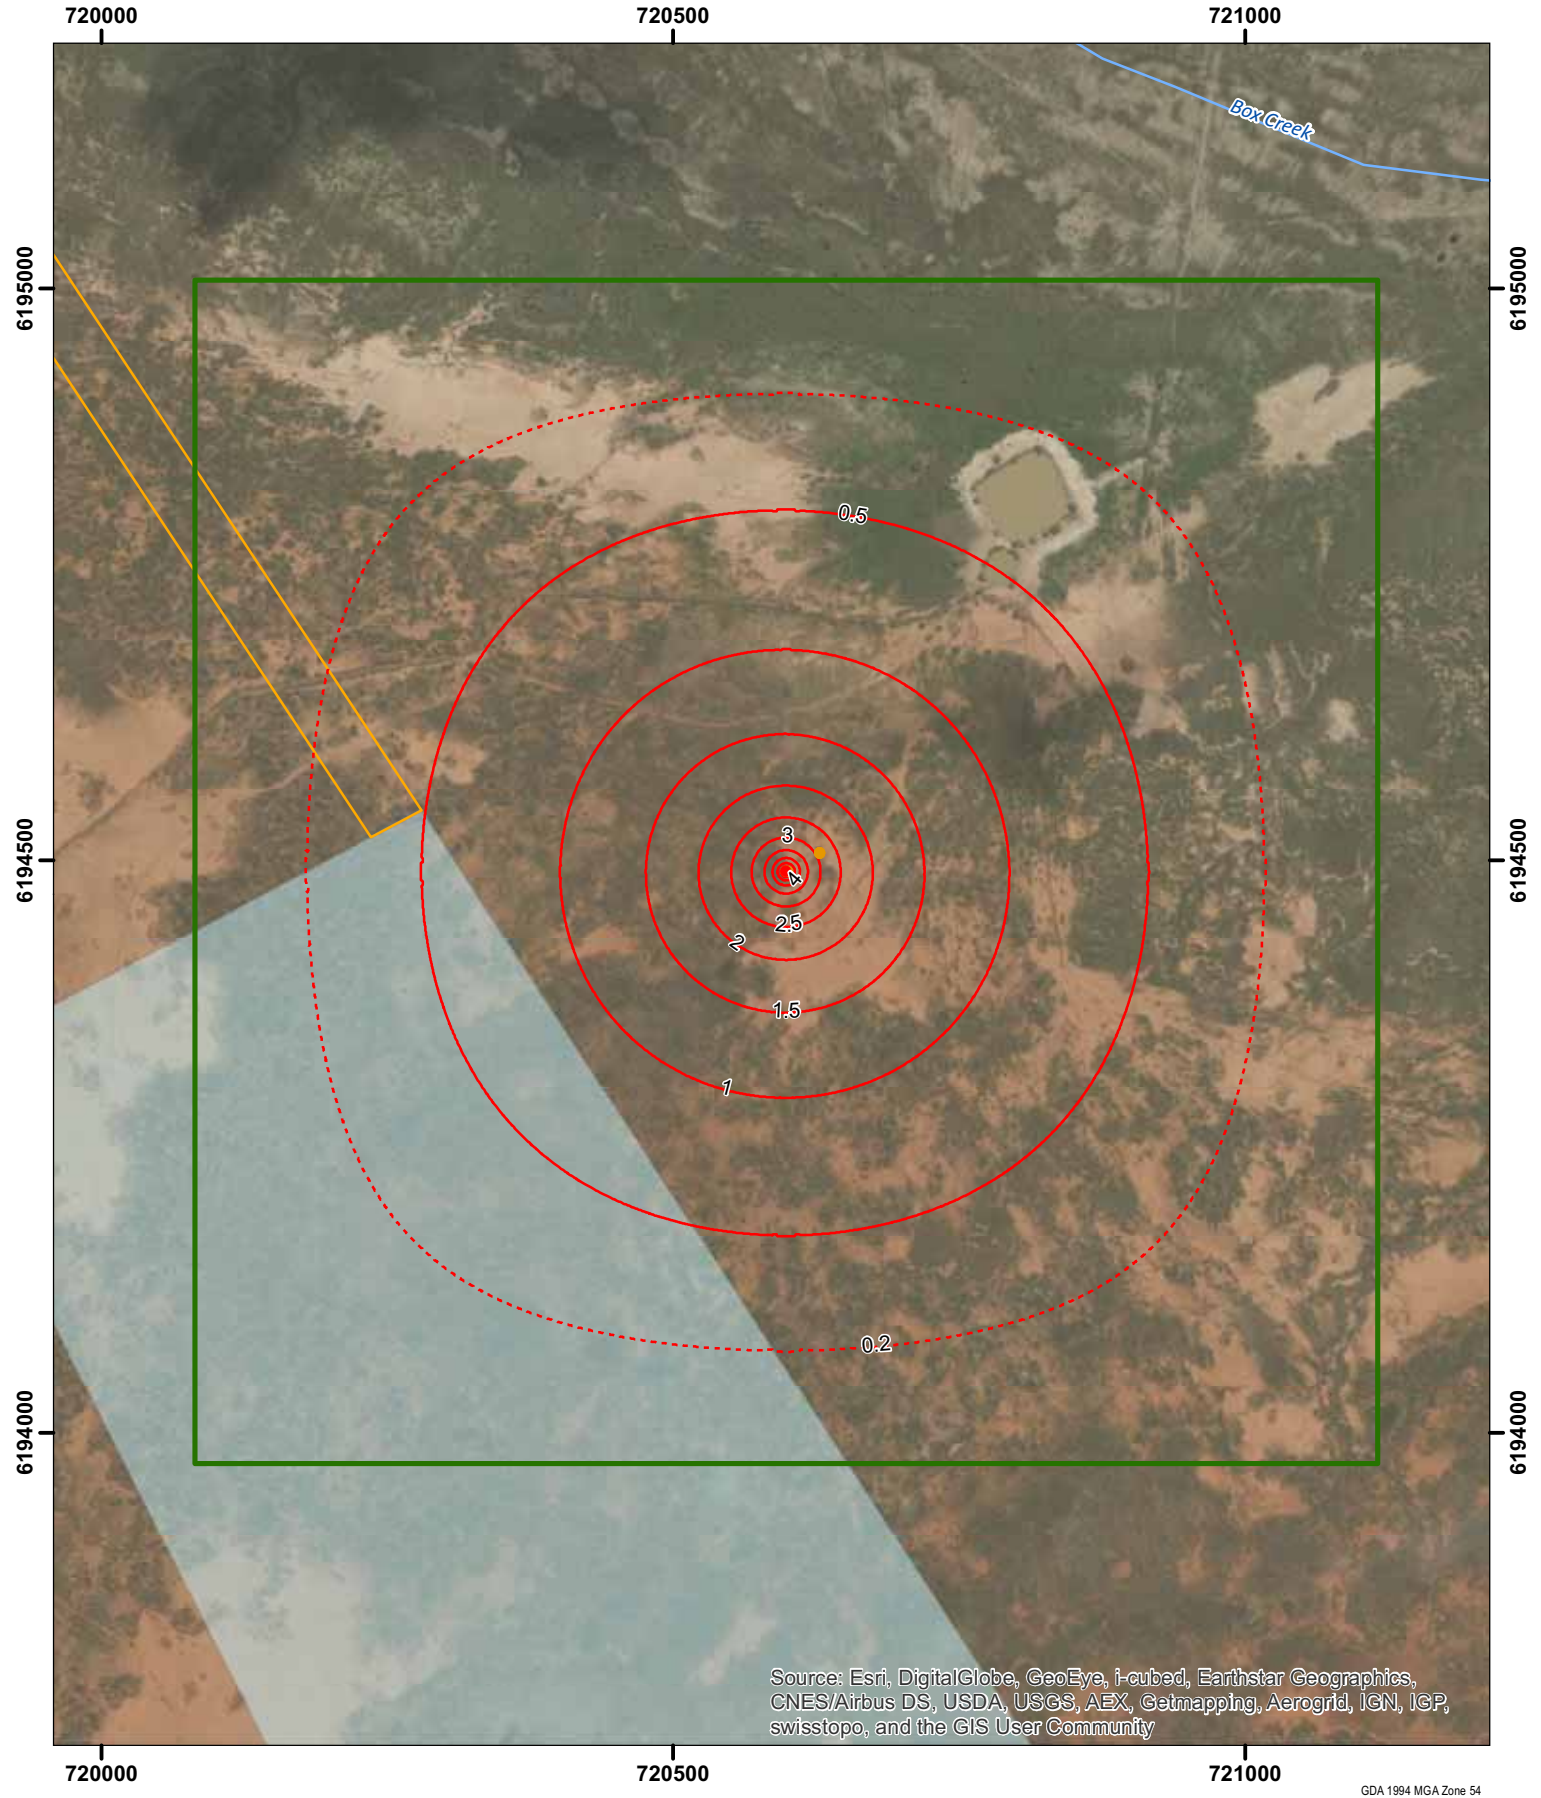 720000 720500 721000
Box Creek
6195000 6195000
0.5
3
6194500 6194500
4
2.5
2
1.5
1
0.2
6194000 6194000
Source: Esri, DigitalGlobe, GeoEye, i-cubed, Earthstar Geographics,
CNES/Airbus DS, USDA, USGS, AEX, Getmapping, Aerogrid, IGN, IGP,
swisstopo, and the GIS User Community
720000 720500 721000
GDA 1994 MGA Zone 54